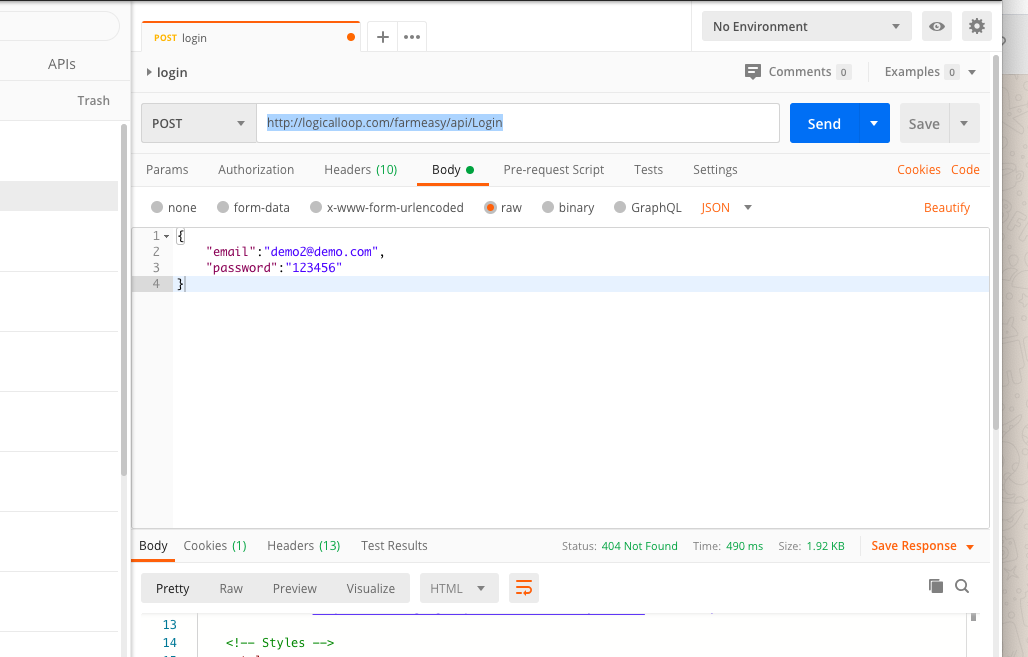 POST login
No Environment
APIs
login
Comments 0
Examples 0
Trash
POST
http://logicalloop.com/farmeasy/api/Login
Send
Save
Params Authorization Headers (10) Body Pre-request Script Tests Settings Cookies Code
none form-data x-www-form-urlencoded raw binary GraphQL JSON Beautify
1 {
2 "email":"demo2@demo.com",
3 "password":"123456"
4 }
Body Cookies (1) Headers (13) Test Results Status: 404 Not Found Time: 490 ms Size: 1.92 KB Save Response
Pretty Raw Preview Visualize HTML
13
14 <!-- Styles -->